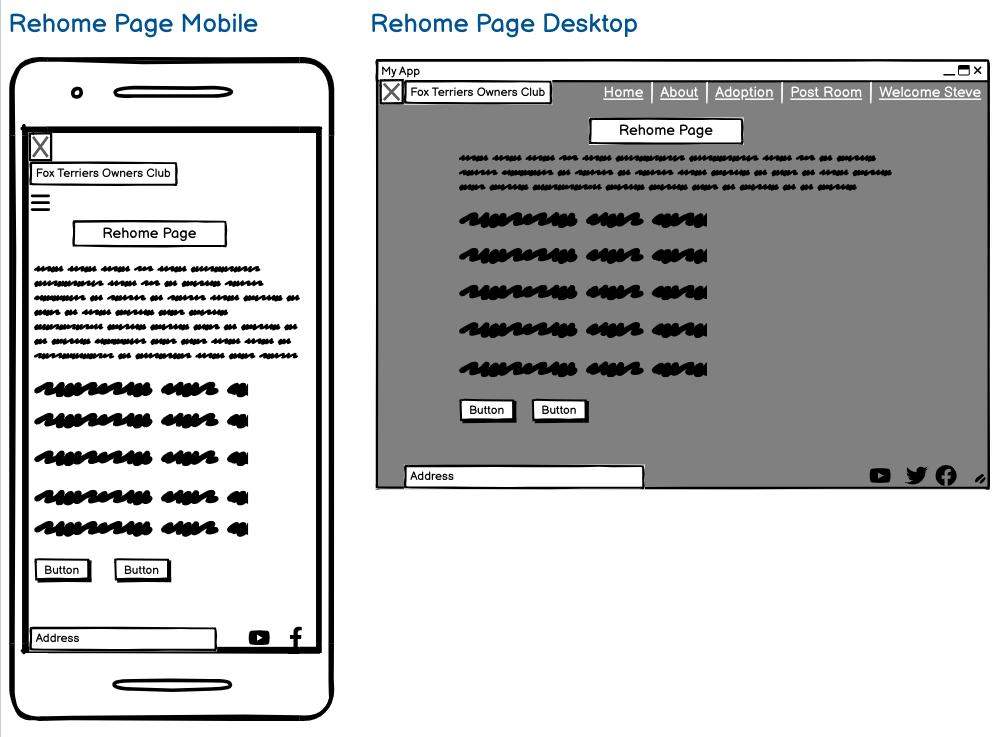 Rehome Page Mobile
Fox Terriers Owners Club
Rehome Page
Button Button
Address
Rehome Page Desktop
My App
Fox Terriers Owners Club Home About Adoption Post Room Welcome Steve
Rehome Page
Button Button
Address